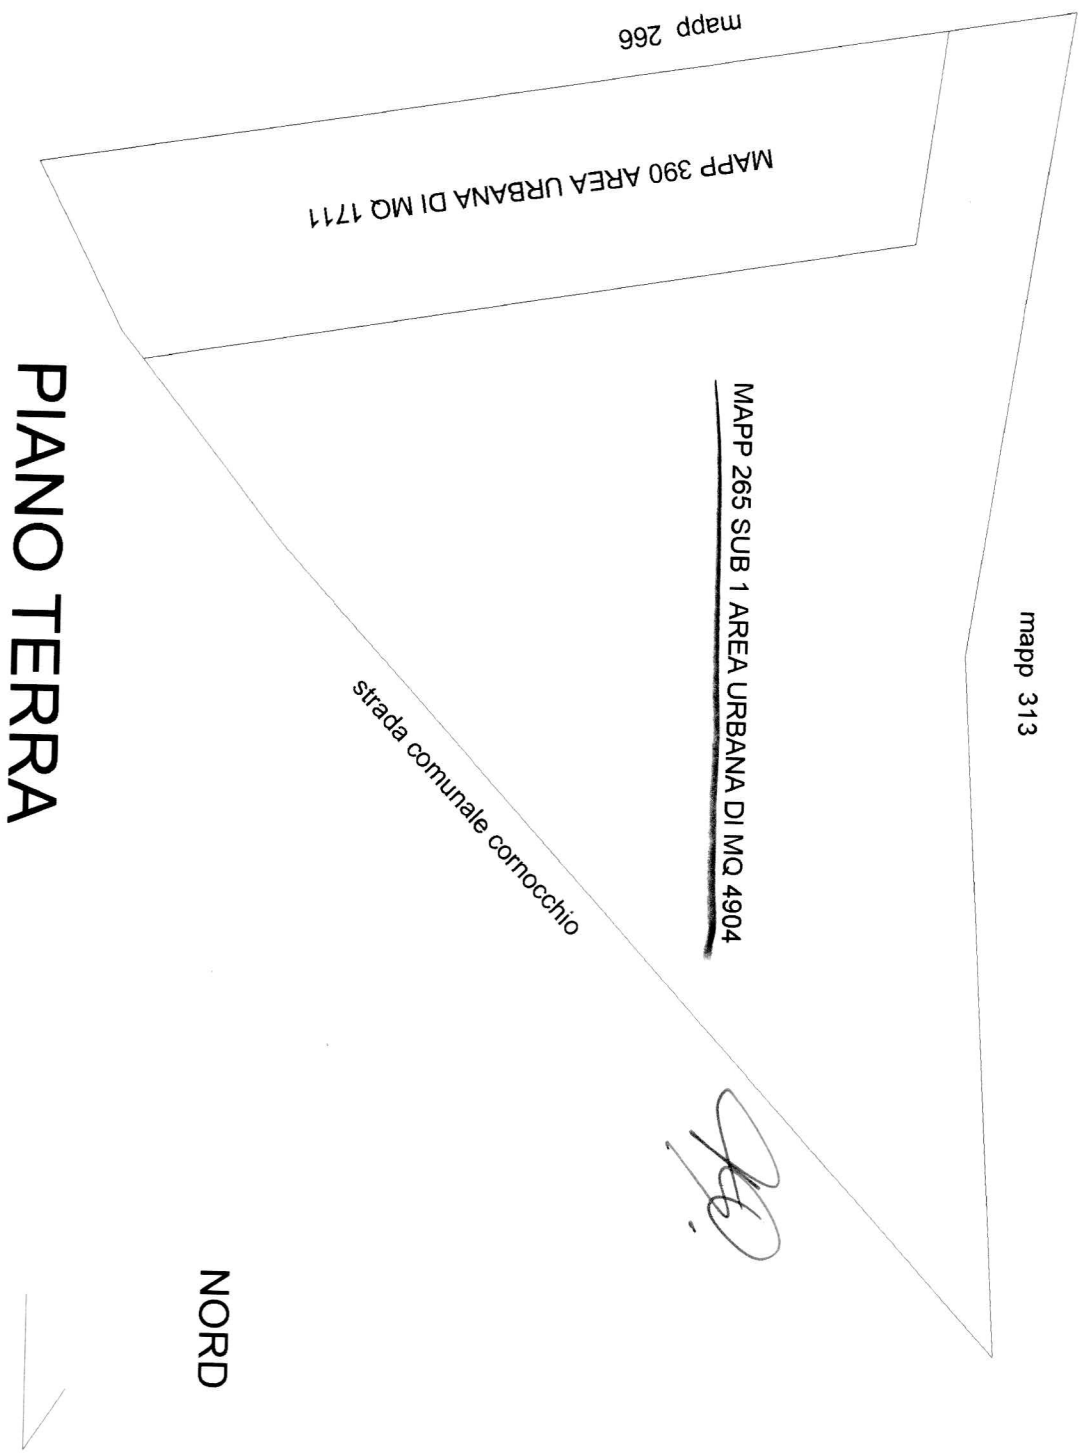 mapp 266
MAPP 390 AREA URBANA DI MQ 1711
MAPP 265 SUB 1 AREA URBANA DI MQ 4904
mapp 313
strada comunale cornocchio
PIANO TERRA
NORD